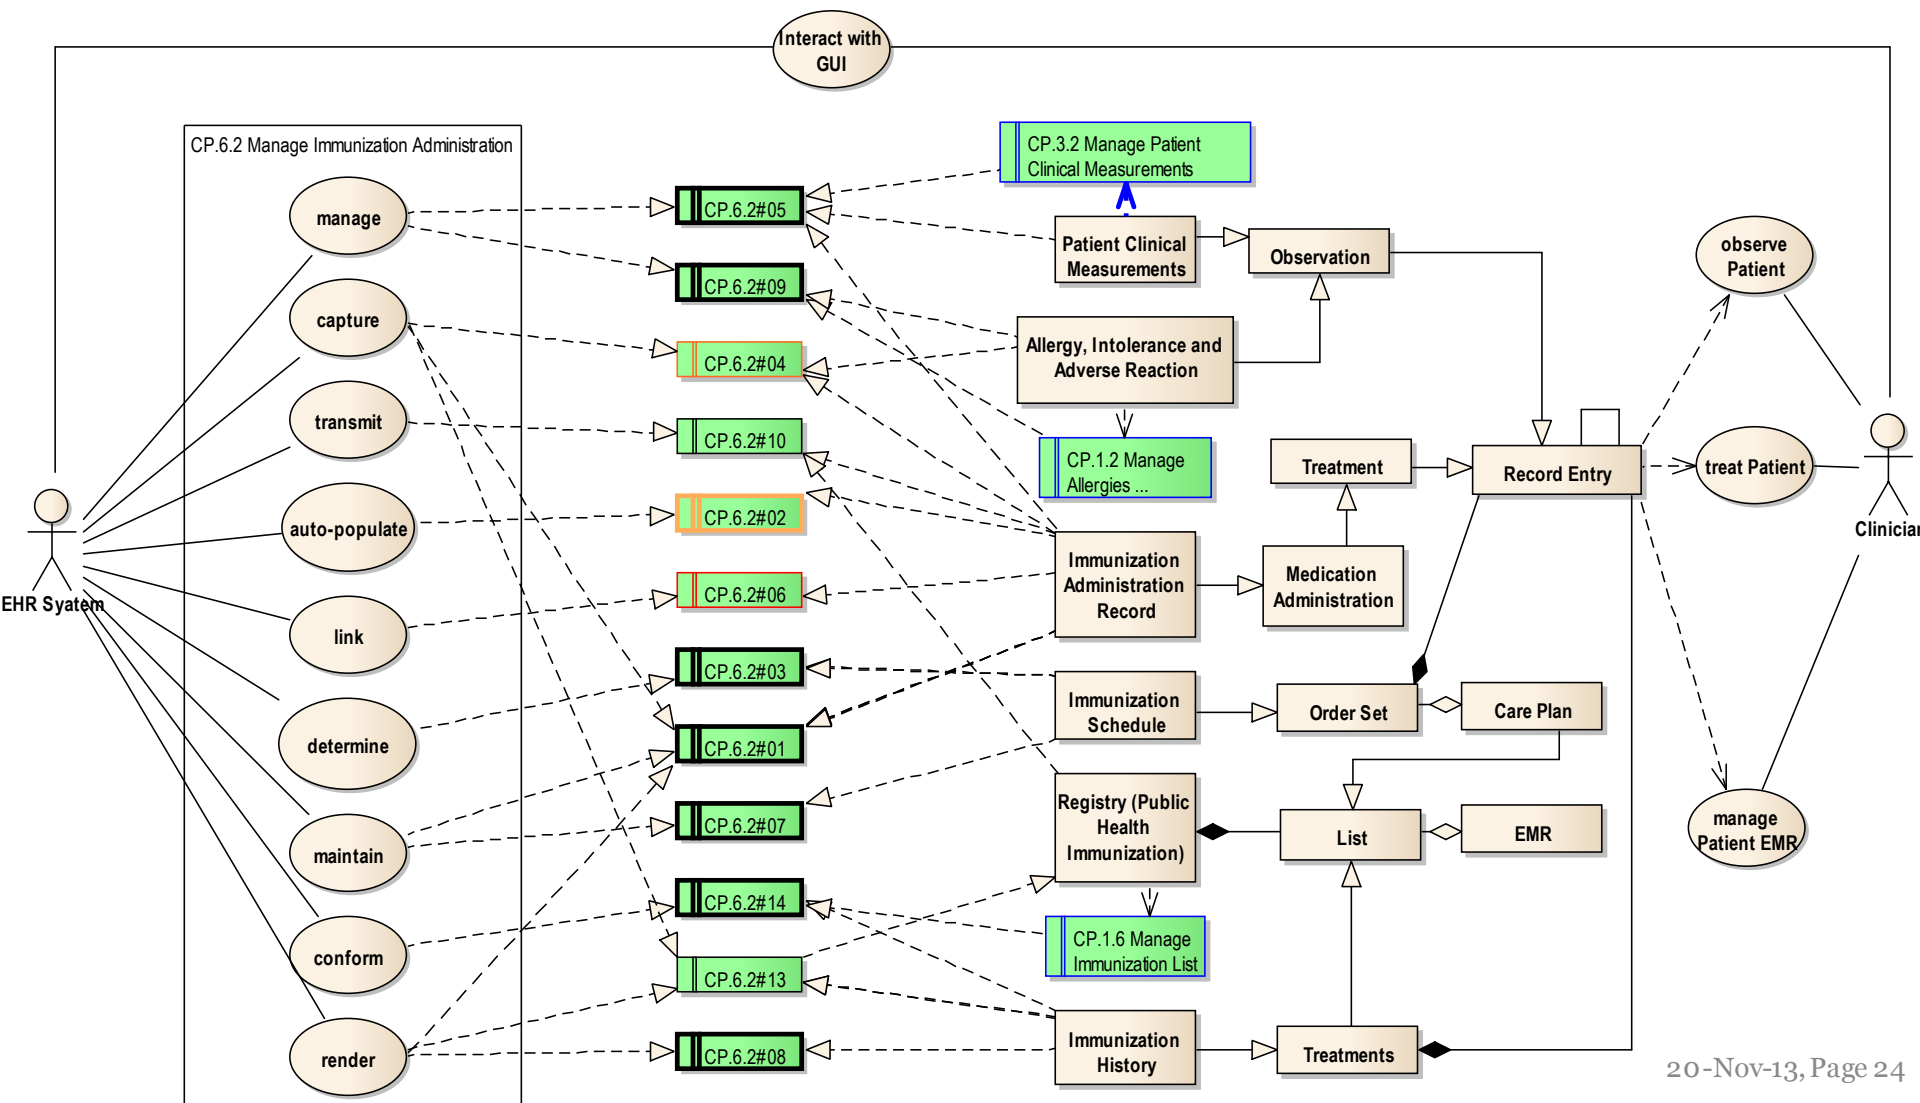 Interact with
GUI
CP.6.2 Manage Immunization Administration
manage
capture
transmit
auto-populate
link
determine
maintain
conform
render
EHR Syatem
CP.6.2#05
CP.6.2#09
CP.6.2#04
CP.6.2#10
CP.6.2#02
CP.6.2#06
CP.6.2#03
CP.6.2#01
CP.6.2#07
CP.6.2#14
CP.6.2#13
CP.6.2#08
CP.3.2 Manage Patient
Clinical Measurements
Patient Clinical
Measurements
Observation
Allergy, Intolerance and
Adverse Reaction
CP.1.2 Manage
Allergies ...
Treatment
Record Entry
Immunization
Administration
Record
Medication
Administration
Immunization
Schedule
Order Set
Care Plan
Registry (Public
Health
Immunization)
List
EMR
CP.1.6 Manage
Immunization List
Immunization
History
Treatments
observe
Patient
treat Patient
Clinician
manage
Patient EMR
20-Nov-13, Page 24